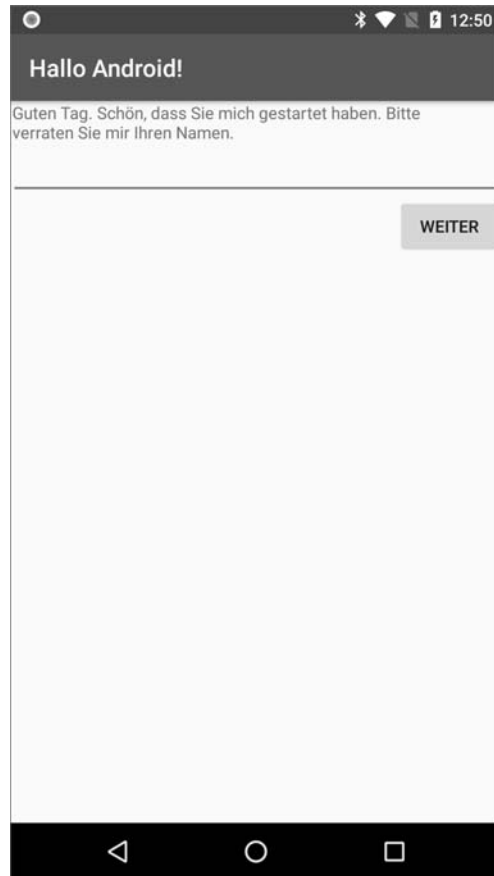 12:50
Hallo Android!
Guten Tag. Schön, dass Sie mich gestartet haben. Bitte
verraten Sie mir Ihren Namen.
WEITER